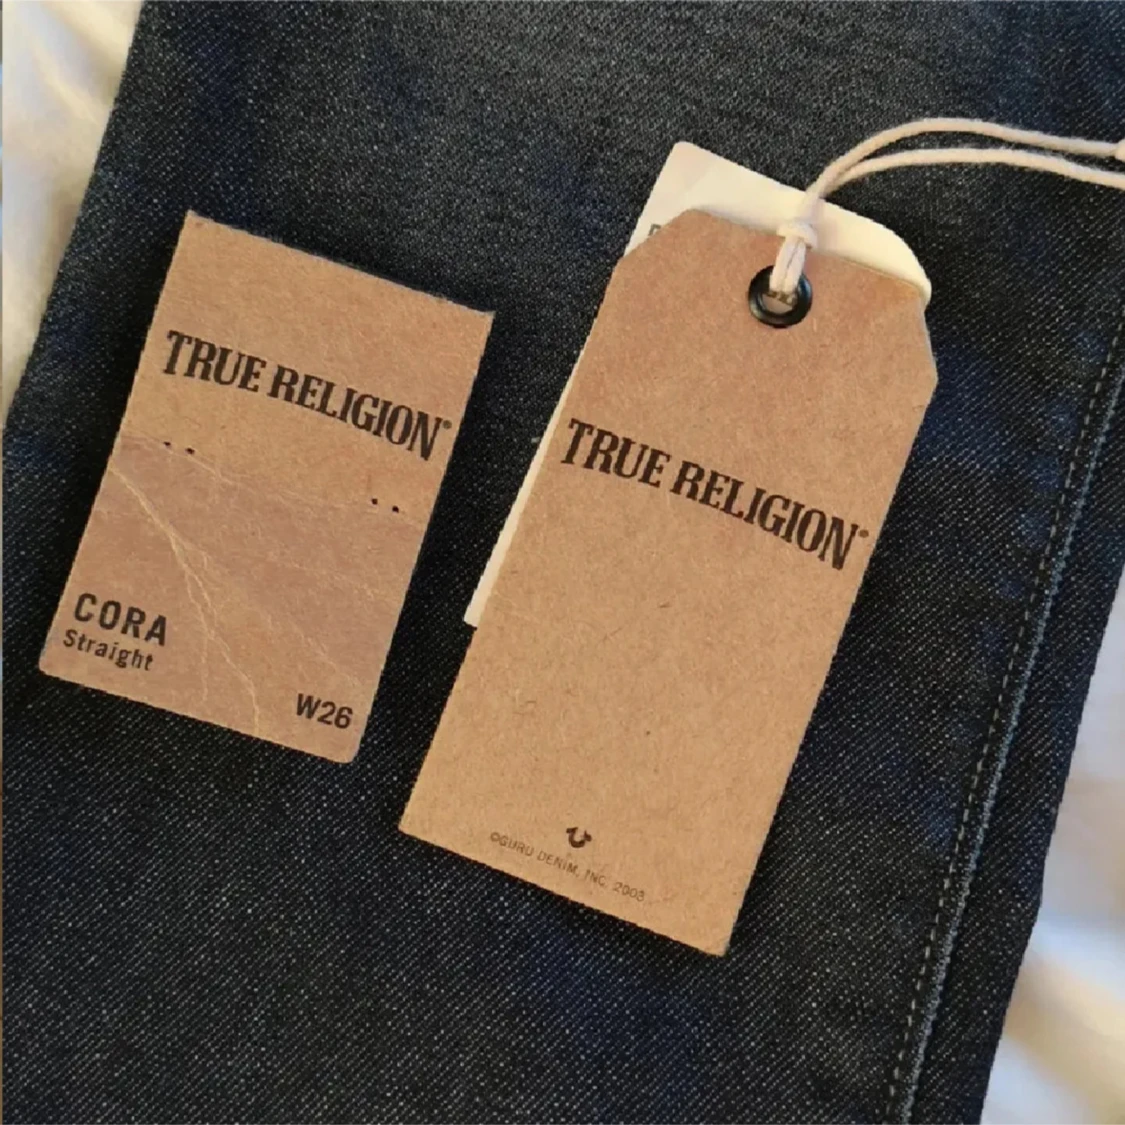 TRUE RELIGION®
CORA
Straight
W26
TRUE RELIGION®
©GURU DENIM, INC. 2003